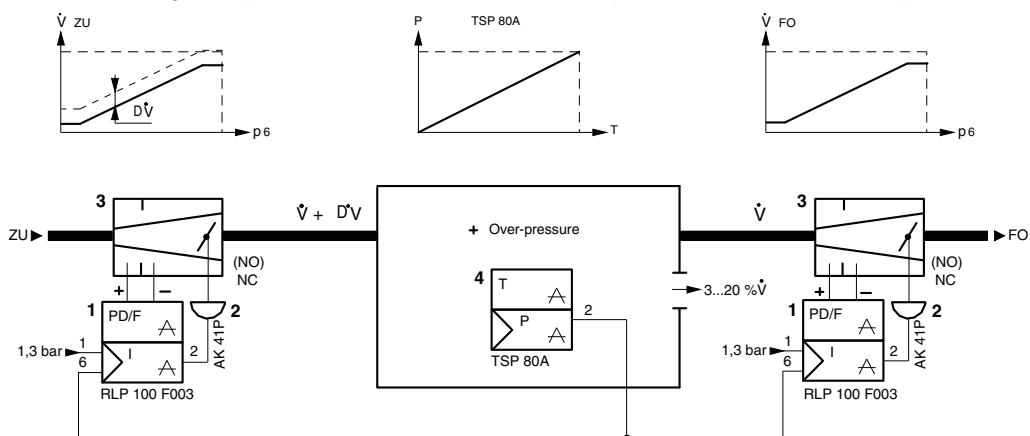 V̇ ZU
DV̇
p 6
P
TSP 80A
T
V̇ FO
p 6
3
ZU
V̇ + DV̇
(NO)
NC
+ –
1
PD/F
2
AK 41P
1,3 bar
1
6
I
2
RLP 100 F003
+ Over-pressure
4
T
P
2
TSP 80A
3...20 %V̇
V̇
3
FO
(NO)
NC
+ –
1
PD/F
2
AK 41P
1,3 bar
1
6
I
2
RLP 100 F003